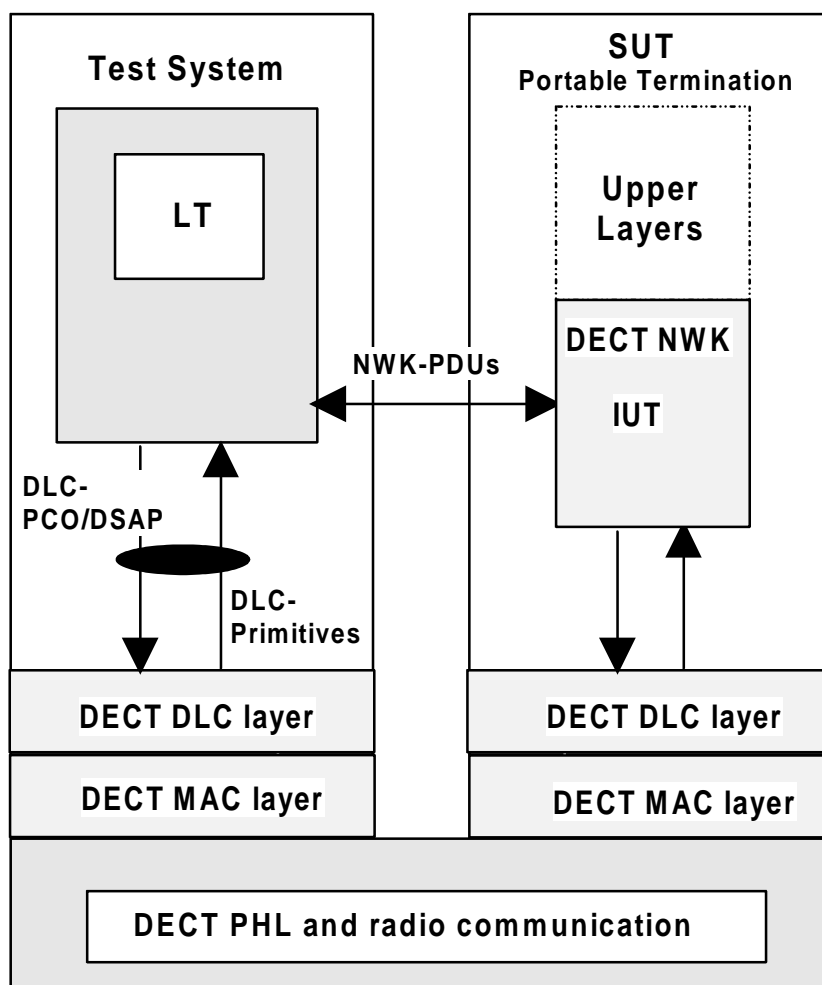 Test System
LT
SUT
Portable Termination
Upper
Layers
DECT NWK
IUT
NWK-PDUs
DLC-
PCO/DSAP
DLC-
Primitives
DECT DLC layer
DECT MAC layer
DECT DLC layer
DECT MAC layer
DECT PHL and radio communication